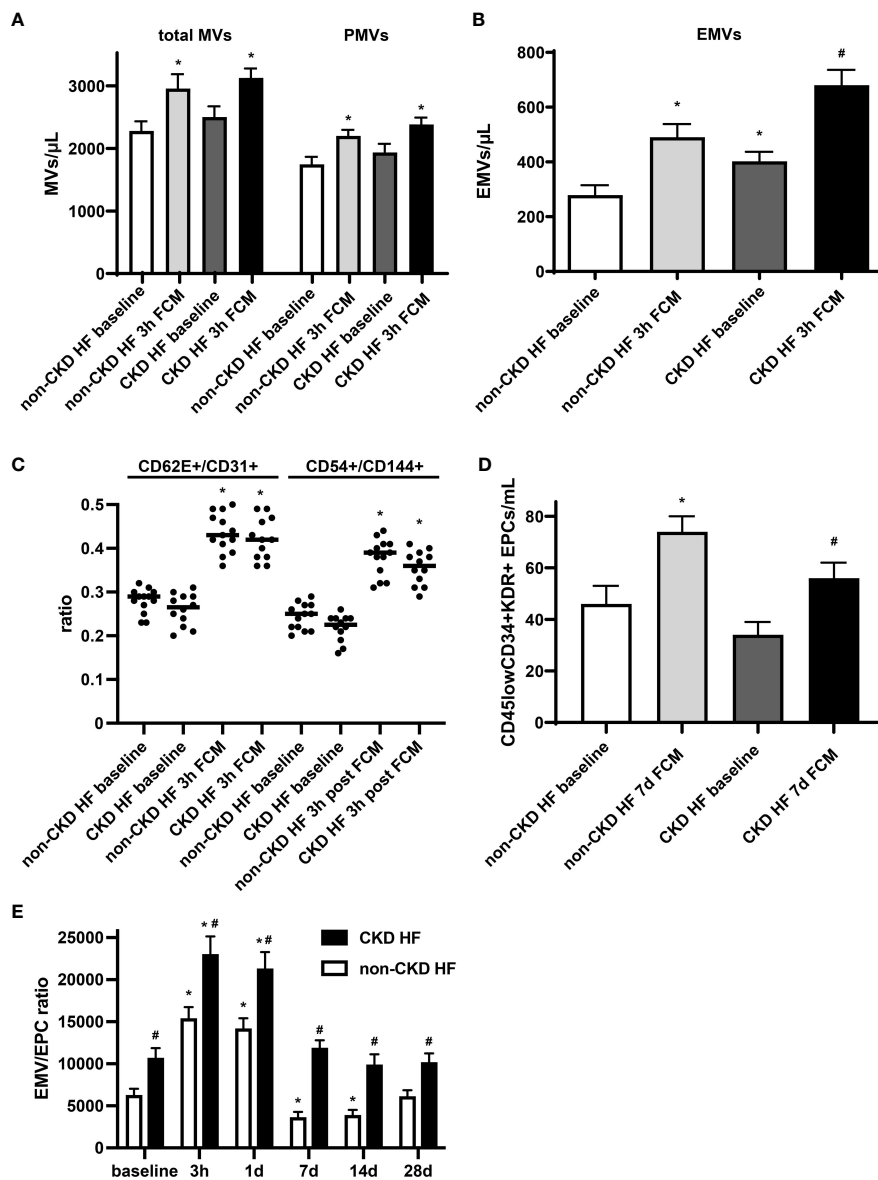 A
total MVs
PMVs
MVs/µL
3000
2000
1000
0
* * * *
non-CKD HF baseline
non-CKD HF 3h FCM
CKD HF baseline
CKD HF 3h FCM
non-CKD HF baseline
non-CKD HF 3h FCM
CKD HF baseline
CKD HF 3h FCM
B
EMVs
EMVs/µL
800
600
400
200
0
* * #
non-CKD HF baseline
non-CKD HF 3h FCM
CKD HF baseline
CKD HF 3h FCM
C
CD62E+/CD31+
CD54+/CD144+
ratio
0.5
0.4
0.3
0.2
0.1
0
* * * *
non-CKD HF baseline
CKD HF baseline
non-CKD HF 3h FCM
CKD HF 3h FCM
non-CKD HF baseline
CKD HF baseline
non-CKD HF 3h post FCM
CKD HF 3h post FCM
D
CD45lowCD34+KDR+ EPCs/mL
80
60
40
20
0
* #
non-CKD HF baseline
non-CKD HF 7d FCM
CKD HF baseline
CKD HF 7d FCM
E
EMV/EPC ratio
25000
20000
15000
10000
5000
0
CKD HF
non-CKD HF
# * * # * * # * # * # #
baseline 3h 1d 7d 14d 28d